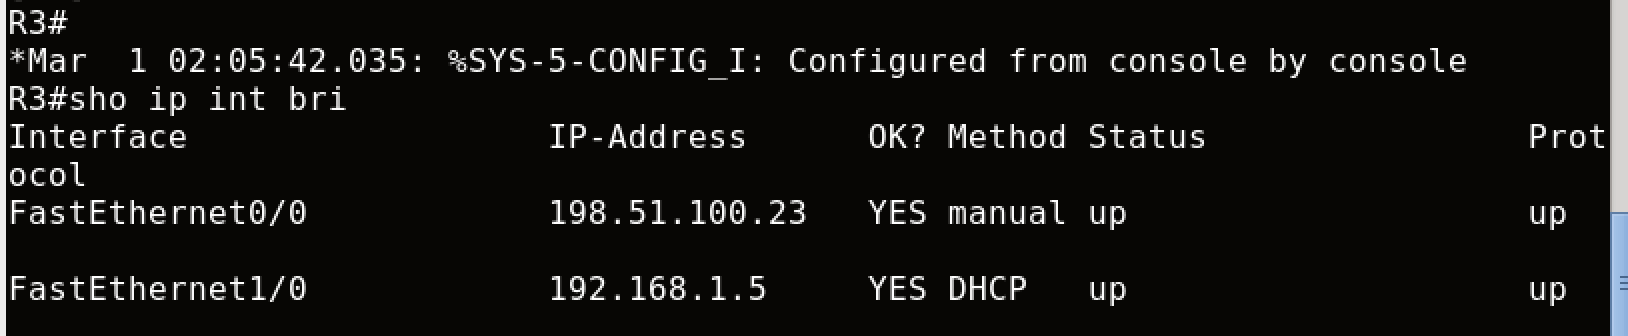 R3#
*Mar  1 02:05:42.035: %SYS-5-CONFIG_I: Configured from console by console
R3#sho ip int bri
Interface                  IP-Address      OK? Method Status                Prot
ocol
FastEthernet0/0            198.51.100.23   YES manual up                    up
FastEthernet1/0            192.168.1.5     YES DHCP   up                    up